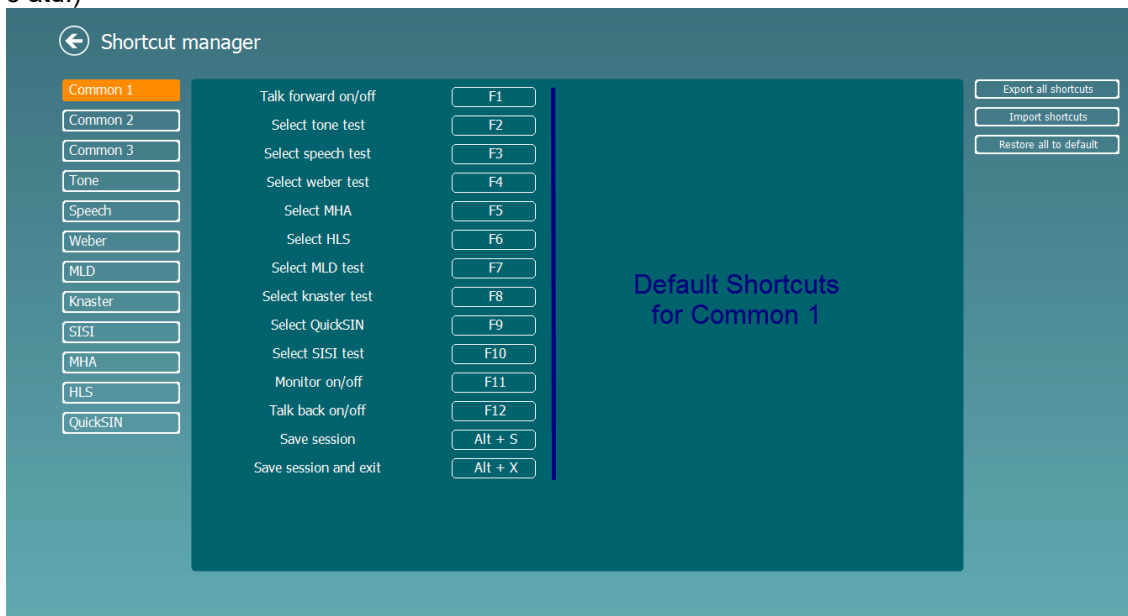 Shortcut manager
Common 1
Common 2
Common 3
Tone
Speech
Weber
MLD
Knaster
SISI
MHA
HLS
QuickSIN
Talk forward on/off F1
Select tone test F2
Select speech test F3
Select weber test F4
Select MHA F5
Select HLS F6
Select MLD test F7
Select knaster test F8
Select QuickSIN F9
Select SISI test F10
Monitor on/off F11
Talk back on/off F12
Save session Alt + S
Save session and exit Alt + X
Default Shortcuts
for Common 1
Export all shortcuts
Import shortcuts
Restore all to default